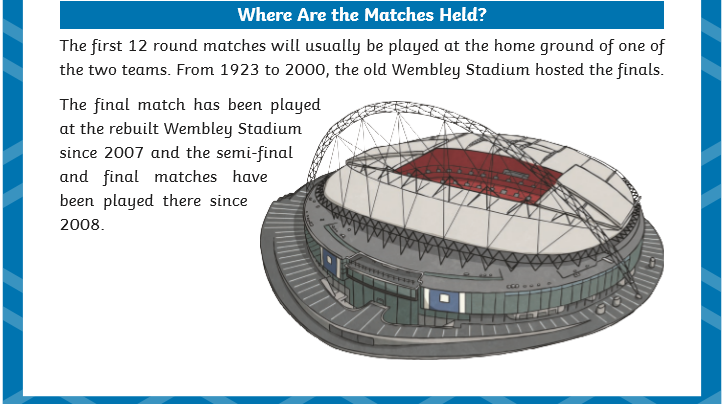 Where Are the Matches Held?
The first 12 round matches will usually be played at the home ground of one of
the two teams. From 1923 to 2000, the old Wembley Stadium hosted the finals.
The final match has been played
at the rebuilt Wembley Stadium
since 2007 and the semi-final
and final matches have
been played there since
2008.